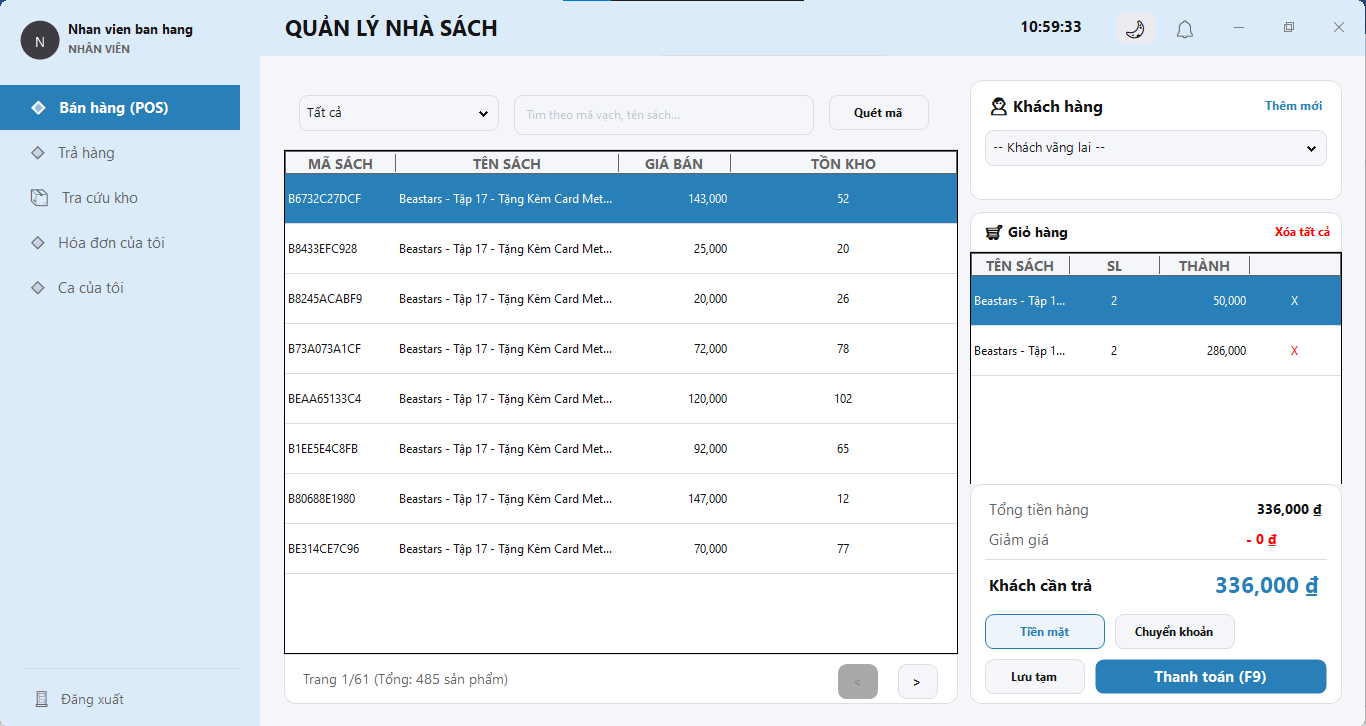 N
Nhan vien ban hang
NHÂN VIÊN
Bán hàng (POS)
Trả hàng
Tra cứu kho
Hóa đơn của tôi
Ca của tôi
Đăng xuất
QUẢN LÝ NHÀ SÁCH
10:59:33
Tất cả
Tìm theo mã vạch, tên sách...
Quét mã
MÃ SÁCH TÊN SÁCH GIÁ BÁN TỒN KHO
B6732C27DCF Beastars - Tập 17 - Tặng Kèm Card Met... 143,000 52
B8433EFC928 Beastars - Tập 17 - Tặng Kèm Card Met... 25,000 20
B8245ACABF9 Beastars - Tập 17 - Tặng Kèm Card Met... 20,000 26
B73A073A1CF Beastars - Tập 17 - Tặng Kèm Card Met... 72,000 78
BEAA65133C4 Beastars - Tập 17 - Tặng Kèm Card Met... 120,000 102
B1EE5E4C8FB Beastars - Tập 17 - Tặng Kèm Card Met... 92,000 65
B80688E1980 Beastars - Tập 17 - Tặng Kèm Card Met... 147,000 12
BE314CE7C96 Beastars - Tập 17 - Tặng Kèm Card Met... 70,000 77
Trang 1/61 (Tổng: 485 sản phẩm)
< >
Khách hàng
Thêm mới
-- Khách vãng lai --
Giỏ hàng
Xóa tất cả
TÊN SÁCH SL THÀNH
Beastars - Tập 1... 2 50,000 X
Beastars - Tập 1... 2 286,000 X
Tổng tiền hàng 336,000 ₫
Giảm giá - 0 ₫
Khách cần trả 336,000 ₫
Tiền mặt
Chuyển khoản
Lưu tạm
Thanh toán (F9)